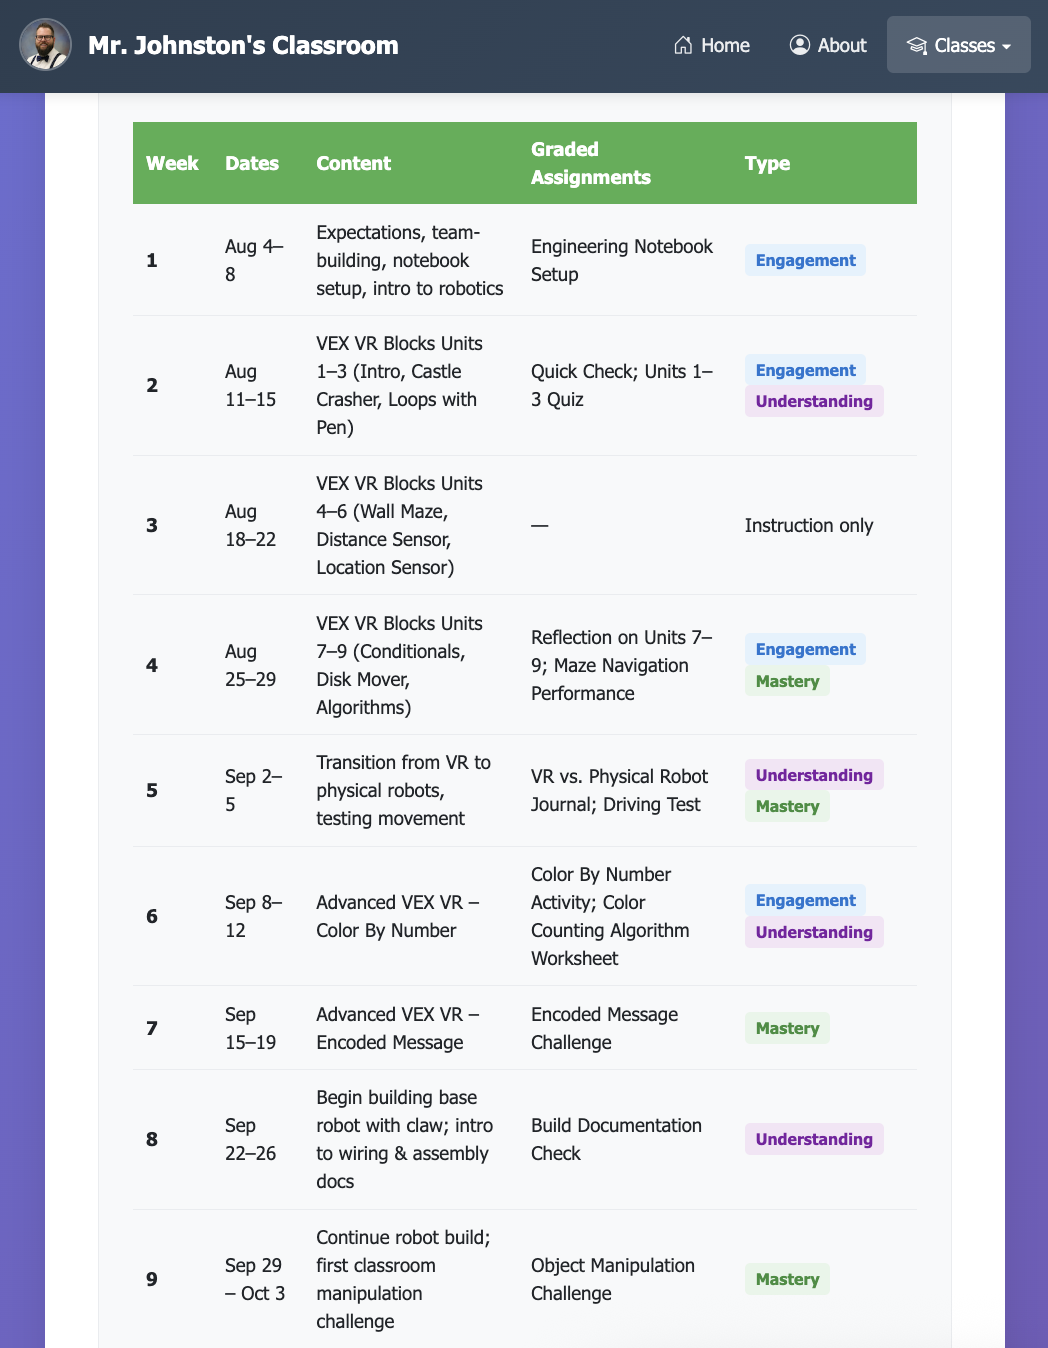 Mr. Johnston's Classroom
Home
About
Classes
Week
Dates
Content
Graded
Assignments
Type
1
Aug 4–
8
Expectations, team-
building, notebook
setup, intro to robotics
Engineering Notebook
Setup
Engagement
2
Aug
11–15
VEX VR Blocks Units
1–3 (Intro, Castle
Crasher, Loops with
Pen)
Quick Check; Units 1–
3 Quiz
Engagement
Understanding
3
Aug
18–22
VEX VR Blocks Units
4–6 (Wall Maze,
Distance Sensor,
Location Sensor)
—
Instruction only
4
Aug
25–29
VEX VR Blocks Units
7–9 (Conditionals,
Disk Mover,
Algorithms)
Reflection on Units 7–
9; Maze Navigation
Performance
Engagement
Mastery
5
Sep 2–
5
Transition from VR to
physical robots,
testing movement
VR vs. Physical Robot
Journal; Driving Test
Understanding
Mastery
6
Sep 8–
12
Advanced VEX VR –
Color By Number
Color By Number
Activity; Color
Counting Algorithm
Worksheet
Engagement
Understanding
7
Sep
15–19
Advanced VEX VR –
Encoded Message
Encoded Message
Challenge
Mastery
8
Sep
22–26
Begin building base
robot with claw; intro
to wiring & assembly
docs
Build Documentation
Check
Understanding
9
Sep 29
– Oct 3
Continue robot build;
first classroom
manipulation
challenge
Object Manipulation
Challenge
Mastery